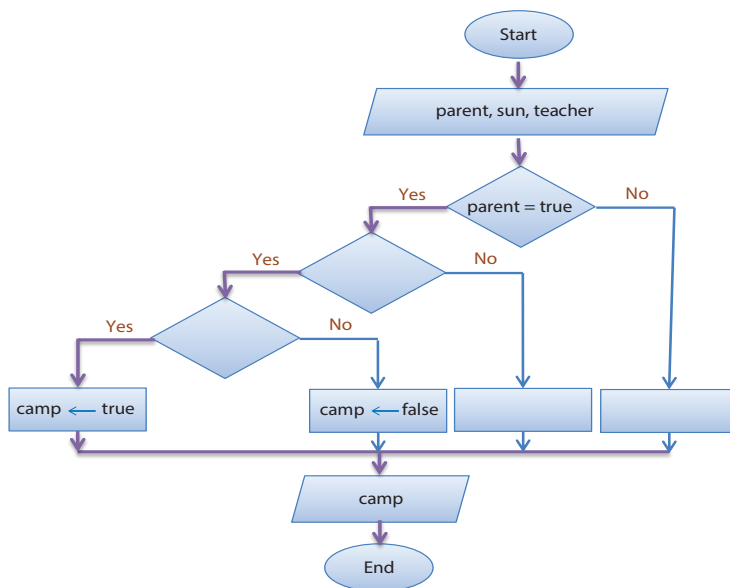 Start
parent, sun, teacher
parent = true
Yes
No
Yes
No
Yes
No
camp ← true
camp ← false
camp
End